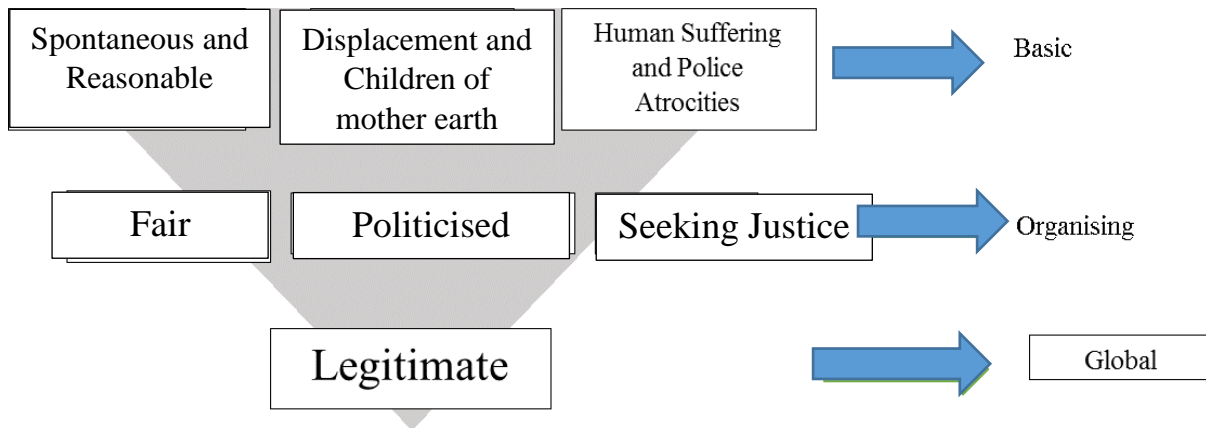 Spontaneous and
Reasonable
Displacement and
Children of
mother earth
Human Suffering
and Police
Atrocities
Basic
Fair
Politicised
Seeking Justice
Organising
Legitimate
Global